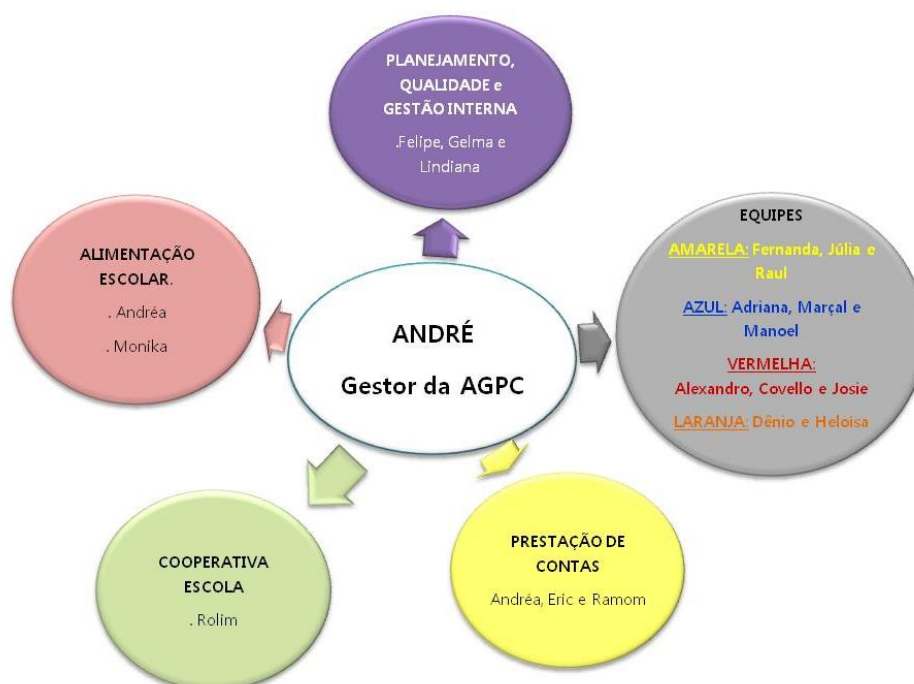 PLANEJAMENTO,
QUALIDADE e
GESTÃO INTERNA
.Felipe, Gelma e
Lindiana
EQUIPES
AMARELA: Fernanda, Júlia e
Raul
AZUL: Adriana, Marçal e
Manoel
VERMELHA:
Alexandro, Covello e Josie
LARANJA: Dênio e Heloisa
ALIMENTAÇÃO
ESCOLAR.
. Andréa
. Monika
ANDRÉ
Gestor da AGPC
COOPERATIVA
ESCOLA
. Rolim
PRESTAÇÃO DE
CONTAS
Andréa, Eric e Ramom